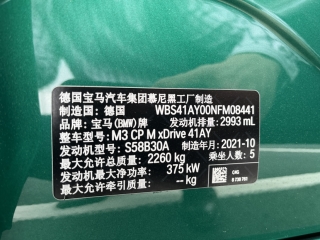 德国宝马汽车集团慕尼黑工厂制造
制造国：德国 WBS41AY00NFM08441
品牌：宝马(BMW)牌 发动机排量：2993 mL
整车型号：M3 CP M xDrive 41AY
发动机型号：S58B30A 制造年月：2021-10
最大允许总质量：2260 kg 乘坐人数：5
发动机最大净功率：375 kW
最大允许牵引质量：-- kg